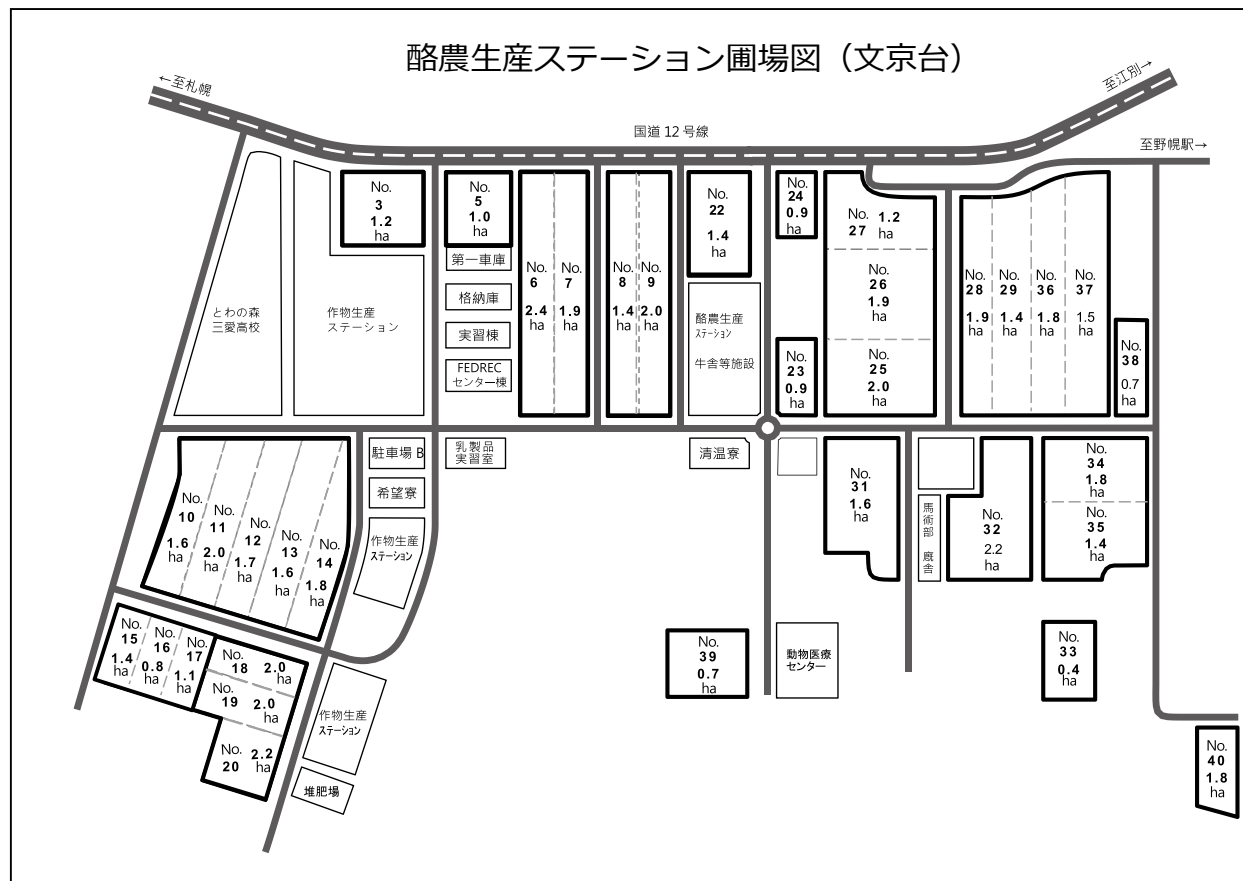 酪農生産ステーション圃場図（文京台）
←至札幌
至江別→
国道 12 号線
至野幌駅→
No.
3
1.2
ha
No.
5
1.0
ha
No.
6
2.4
ha
No.
7
1.9
ha
No.
8
1.4
ha
No.
9
2.0
ha
No.
22
1.4
ha
No.
24
0.9
ha
No.
27
1.2
ha
No.
26
1.9
ha
No.
25
2.0
ha
No.
23
0.9
ha
No.
28
1.9
ha
No.
29
1.4
ha
No.
36
1.8
ha
No.
37
1.5
ha
No.
38
0.7
ha
とわの森
三愛高校
作物生産
ステーション
第一車庫
格納庫
実習棟
FEDREC
センター棟
酪農生産
ステーション
牛舎等施設
駐車場 B
希望寮
作物生産
ステーション
乳製品
実習室
清温寮
No.
10
1.6
ha
No.
11
2.0
ha
No.
12
1.7
ha
No.
13
1.6
ha
No.
14
1.8
ha
No.
31
1.6
ha
馬術部 厩舎
No.
32
2.2
ha
No.
34
1.8
ha
No.
35
1.4
ha
No.
15
1.4
ha
No.
16
0.8
ha
No.
17
1.1
ha
No.
18
2.0
ha
No.
19
2.0
ha
No.
20
2.2
ha
作物生産
ステーション
堆肥場
No.
39
0.7
ha
動物医療
センター
No.
33
0.4
ha
No.
40
1.8
ha